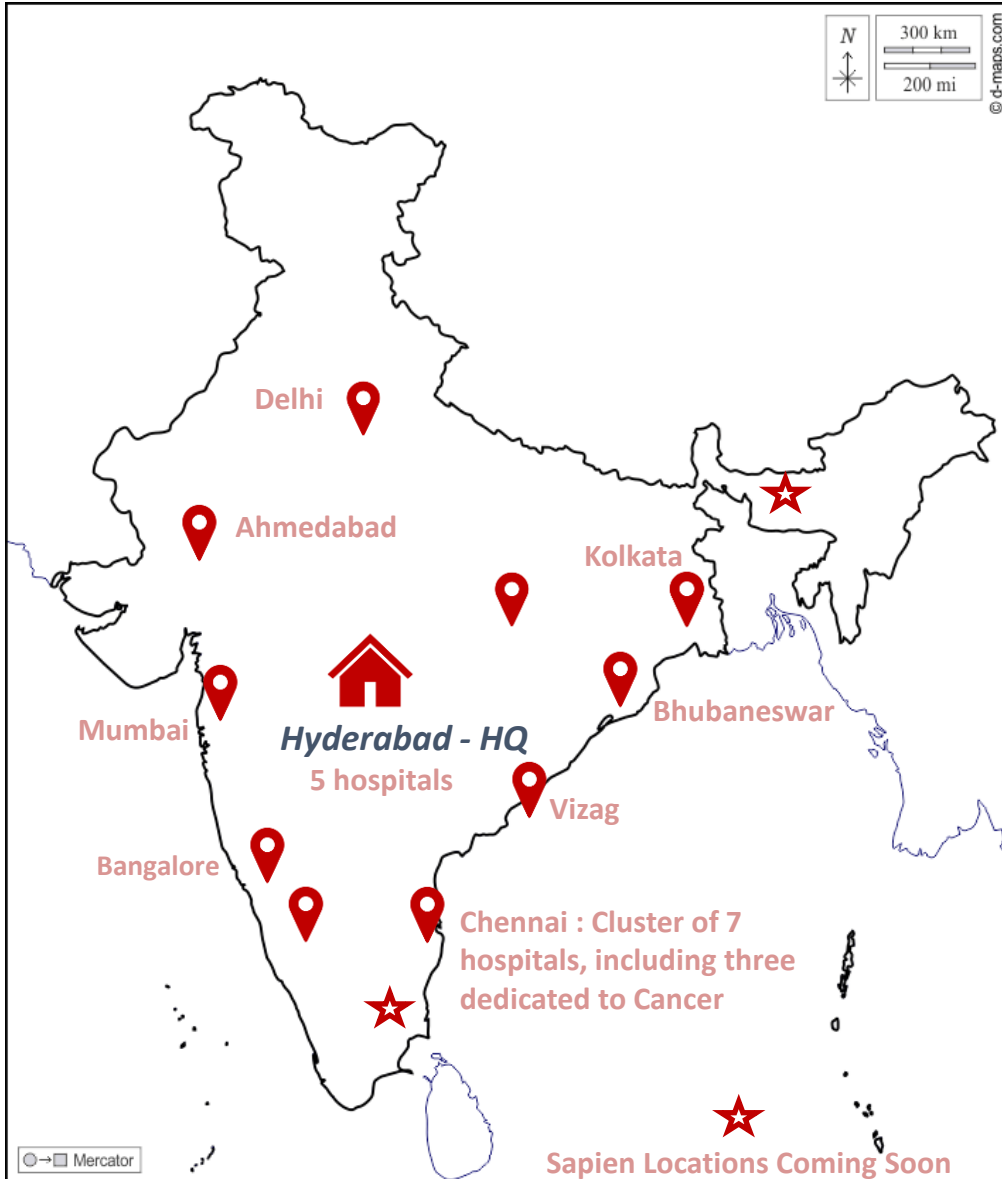 N
300 km
200 mi
© d-maps.com
Delhi
Ahmedabad
Kolkata
Mumbai
Hyderabad - HQ
5 hospitals
Bhubaneswar
Vizag
Bangalore
Chennai : Cluster of 7
hospitals, including three
dedicated to Cancer
Sapien Locations Coming Soon
Mercator